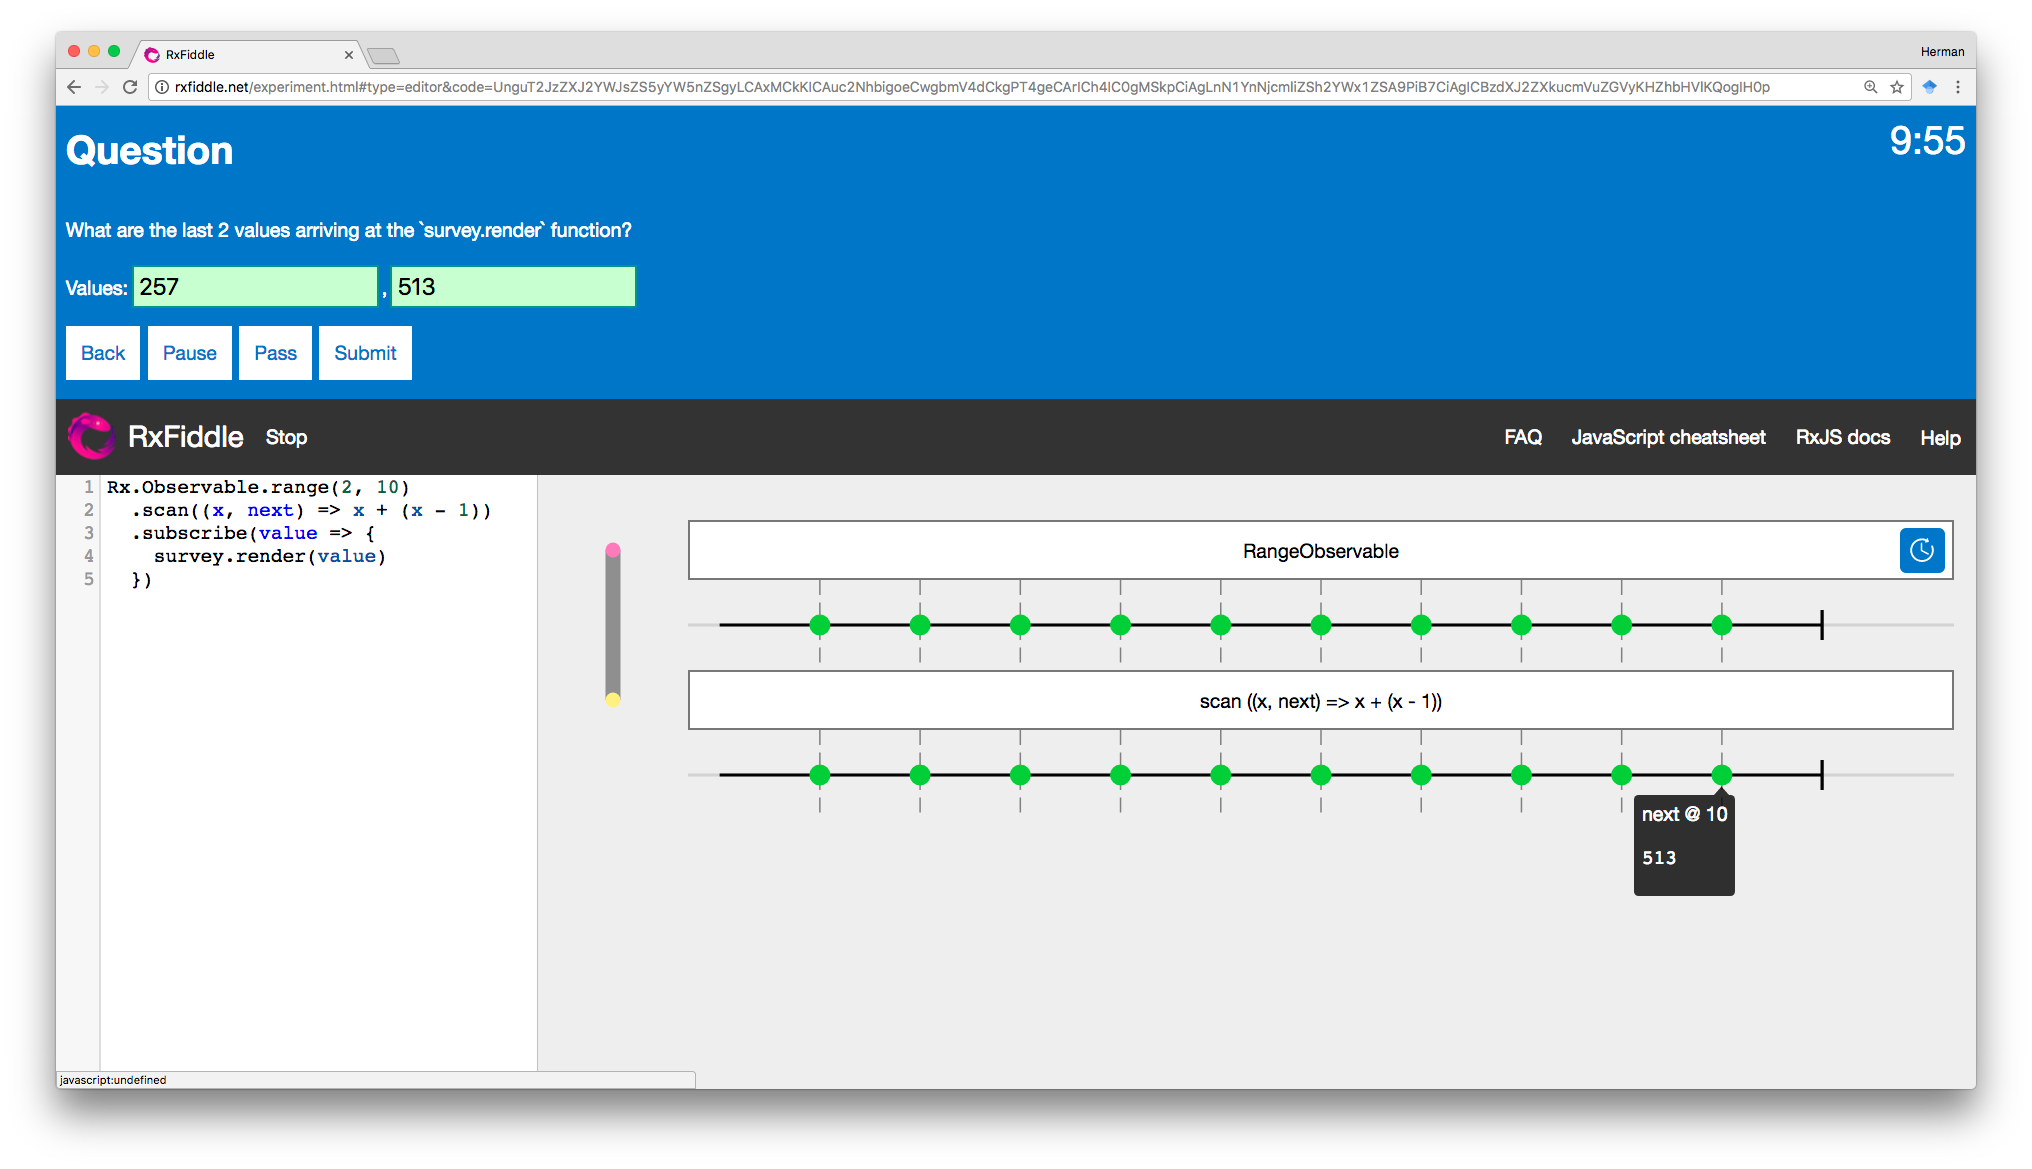 RxFiddle
Herman
rxfiddle.net/experiment.html#type=editor&code=UnguT2JzZXJ2YWJsZS5yYW5nZSgyLCAxMCkKICAuc2NhbigoeCwgbmV4dCkgPT4geCArICh4IC0gMSkpCiAgLnN1YnNjcmliZSh2YWx1ZSA9PiB7CiAgICBzdXJ2ZXkucmVuZGVyKHZhbHVlKQogIH0p
Question
9:55
What are the last 2 values arriving at the `survey.render` function?
Values: 257 , 513
Back Pause Pass Submit
RxFiddle Stop FAQ JavaScript cheatsheet RxJS docs Help
1 Rx.Observable.range(2, 10)
2 .scan((x, next) => x + (x - 1))
3 .subscribe(value => {
4 survey.render(value)
5 })
RangeObservable
scan ((x, next) => x + (x - 1))
next @ 10
513
javascript:undefined